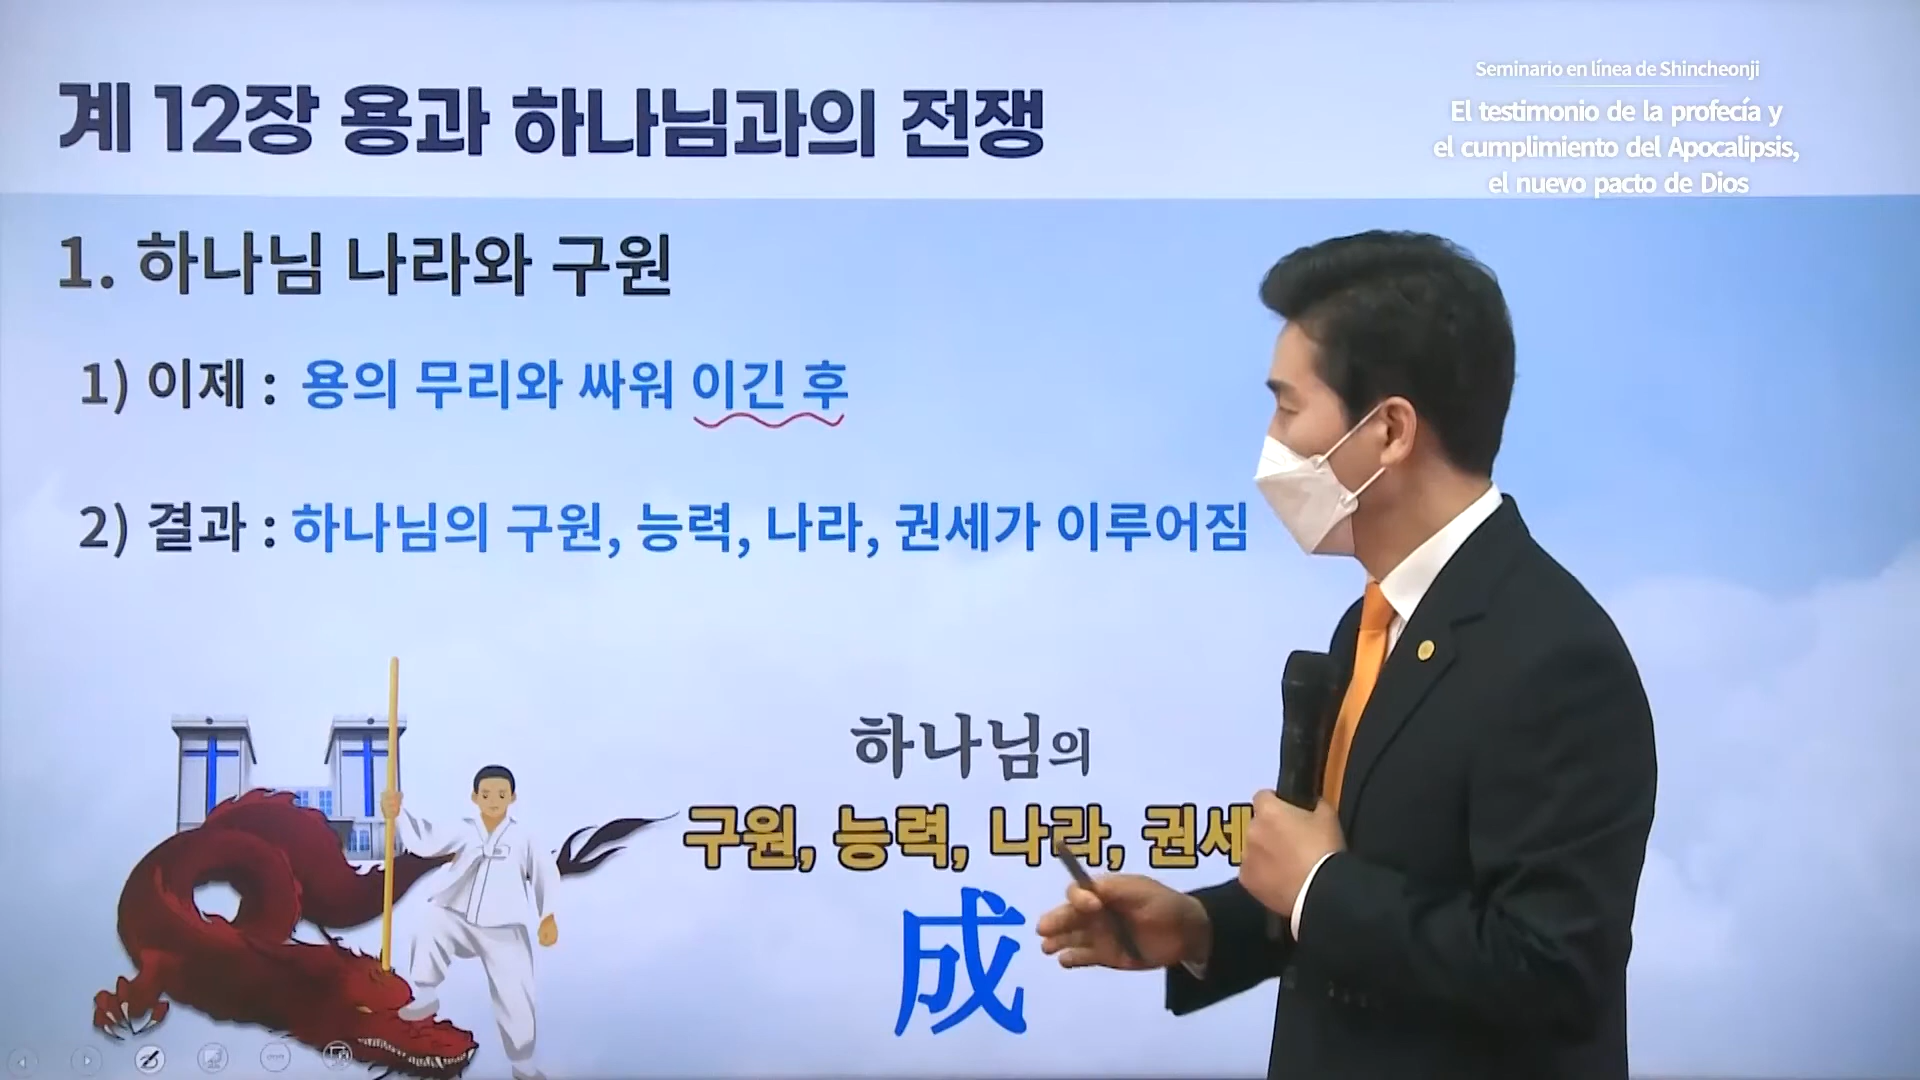 계 12장 용과 하나님과의 전쟁
Seminario en línea de Shincheonji
El testimonio de la profecía y
el cumplimiento del Apocalipsis,
el nuevo pacto de Dios
1. 하나님 나라와 구원
1) 이제 : 용의 무리와 싸워 이긴 후
2) 결과 : 하나님의 구원, 능력, 나라, 권세가 이루어짐
하나님의
구원, 능력, 나라, 권세
成